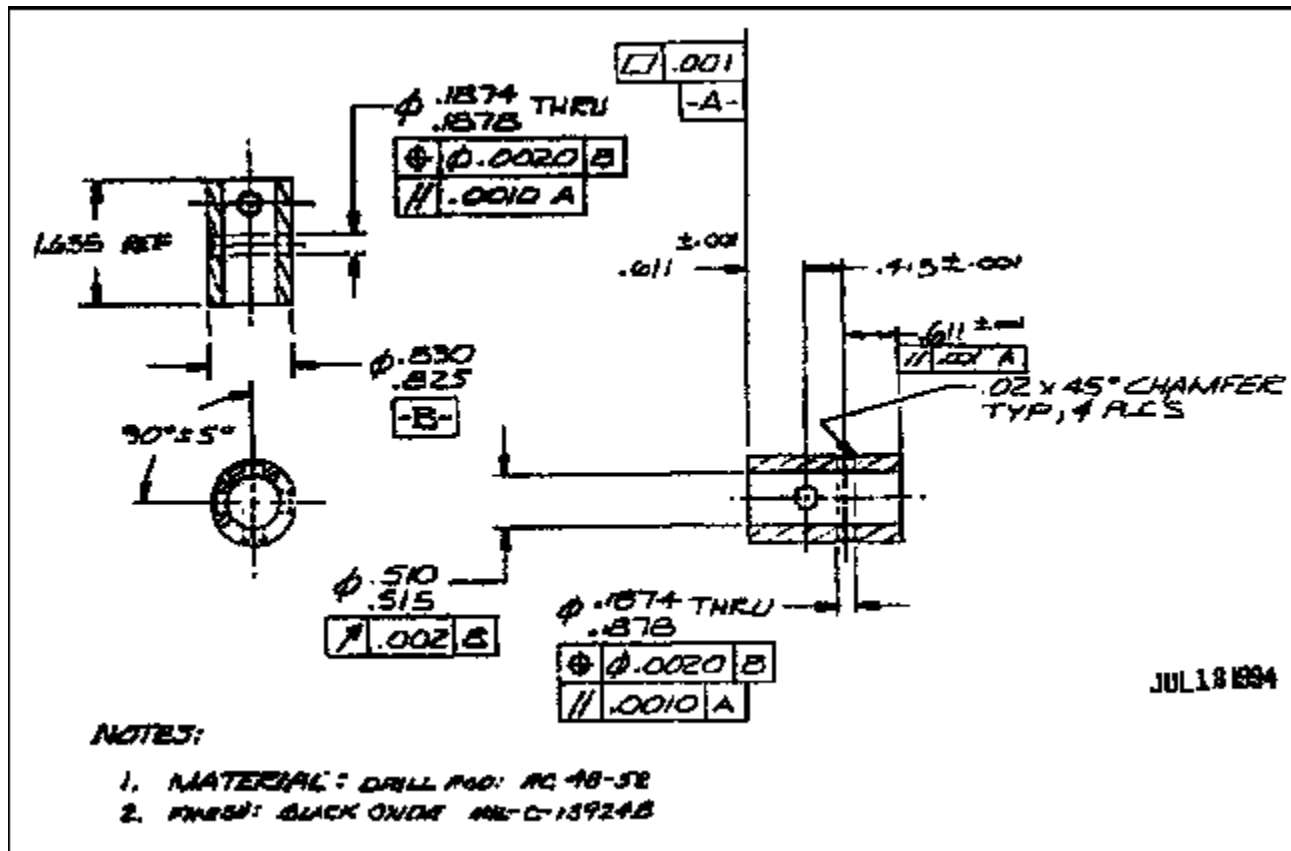 ⏥ .001
-A-
φ .1874 THRU
.1878
⌖ φ.0020 B
// .0010 A
1.635 REF
.611 ±.001
.413 ±.001
.611 ±.001
// .001 A
.02 x 45° CHAMFER
TYP, 4 PLCS
φ.830
.825
-B-
90°±5°
φ .510
.515
↗ .002 B
φ .1874 THRU
.1878
⌖ φ.0020 B
// .0010 A
JUL 18 1994
NOTES:
1. MATERIAL: DRILL ROD: RC 48-52
2. FINISH: BLACK OXIDE MIL-C-13924B